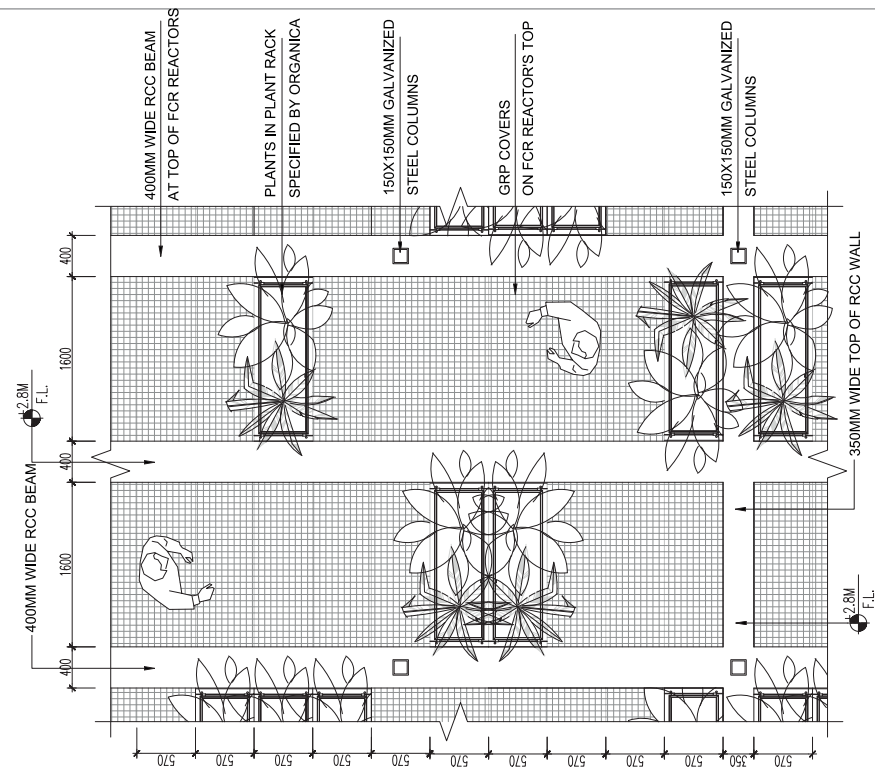 400MM WIDE RCC BEAM
AT TOP OF FCR REACTORS
PLANTS IN PLANT RACK
SPECIFIED BY ORGANICA
150X150MM GALVANIZED
STEEL COLUMNS
GRP COVERS
ON FCR REACTOR'S TOP
150X150MM GALVANIZED
STEEL COLUMNS
400
1600
400
1600
400
+2.8M
F.L.
400MM WIDE RCC BEAM
350MM WIDE TOP OF RCC WALL
+2.8M
F.L.
570
570
570
570
570
570
570
570
570
570
350
570